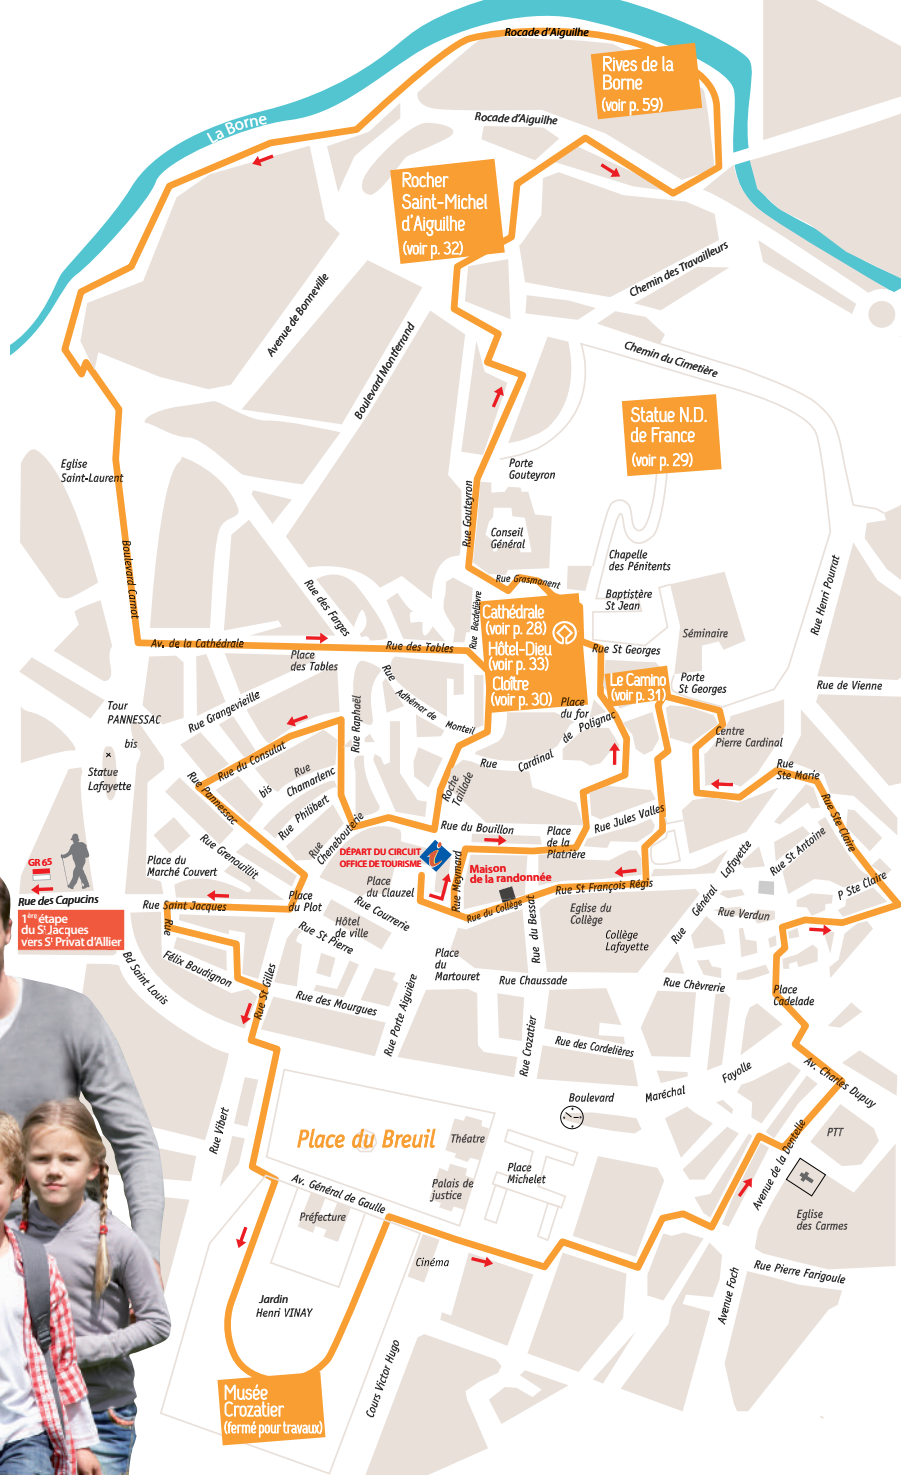 Rocade d'Aiguilhe
Rives de la
Borne
(voir p. 59)
La Borne
Rocade d'Aiguilhe
Rocher
Saint-Michel
d'Aiguilhe
(voir p. 32)
Chemin des Travailleurs
Avenue de Bonneville
Boulevard Montferrand
Chemin du Cimetière
Statue N.D.
de France
(voir p. 29)
Eglise
Saint-Laurent
Porte
Gouteyron
Rue Gouteyron
Conseil
Général
Boulevard Carnot
Chapelle
des Pénitents
Rue Grasmanent
Rue Becdelièvre
Baptistère
St Jean
Rue Henri Pourrat
Rue des Farges
Cathédrale
(voir p. 28)
Hôtel-Dieu
(voir p. 33)
Cloître
(voir p. 30)
Séminaire
Av. de la Cathédrale
Rue des Tables
Rue St Georges
Place
des Tables
Le Camino
(voir p. 31)
Porte
St Georges
Rue de Vienne
Rue
Adhémar de
Monteil
Place
du for
Tour
PANNESSAC
bis
Rue Grangevieille
Rue Raphaël
Rue
Cardinal
de
Polignac
Centre
Pierre Cardinal
Statue
Lafayette
Rue du Consulat
Rue
Chamarlenc
bis
Rue Philibert
Rue
Chenebouterie
Roche
Taillade
Rue
Ste Marie
Rue Pannessac
Rue Ste Claire
Rue du Bouillon
Place
de la
Platrière
Rue Jules Valles
Rue Grenouillit
DÉPART DU CIRCUIT
OFFICE DE TOURISME
i
Rue St Antoine
Lafayette
GR 65
Place du
Marché Couvert
Place
du Clauzel
Rue Meymard
Maison
de la randonnée
Rue St François Régis
P Ste Claire
Rue des Capucins
Rue Saint Jacques
Place
du Plot
Rue Courrerie
Rue du Collège
Rue du Bessat
Eglise du
Collège
Général
Rue
Rue Verdun
1ère étape
du St Jacques
vers St Privat d'Allier
Rue
Félix Boudignon
Rue St Pierre
Hôtel
de ville
Collège
Lafayette
Bd Saint Louis
Rue St Gilles
Place
du
Martouret
Rue Chaussade
Rue Chèvrerie
Place
Cadelade
Rue des Mourgues
Rue Porte Aiguière
Rue Crozatier
Rue des Cordelières
Av. Charles Dupuy
Boulevard
Maréchal
Fayolle
Rue Vibert
Place du Breuil
Théatre
PTT
Avenue de la Dentelle
Av. Général de Gaulle
Palais de
justice
Place
Michelet
Préfecture
Eglise
des Carmes
Cinéma
Rue Pierre Farigoule
Avenue Foch
Jardin
Henri VINAY
Cours Victor Hugo
Musée
Crozatier
(fermé pour travaux)